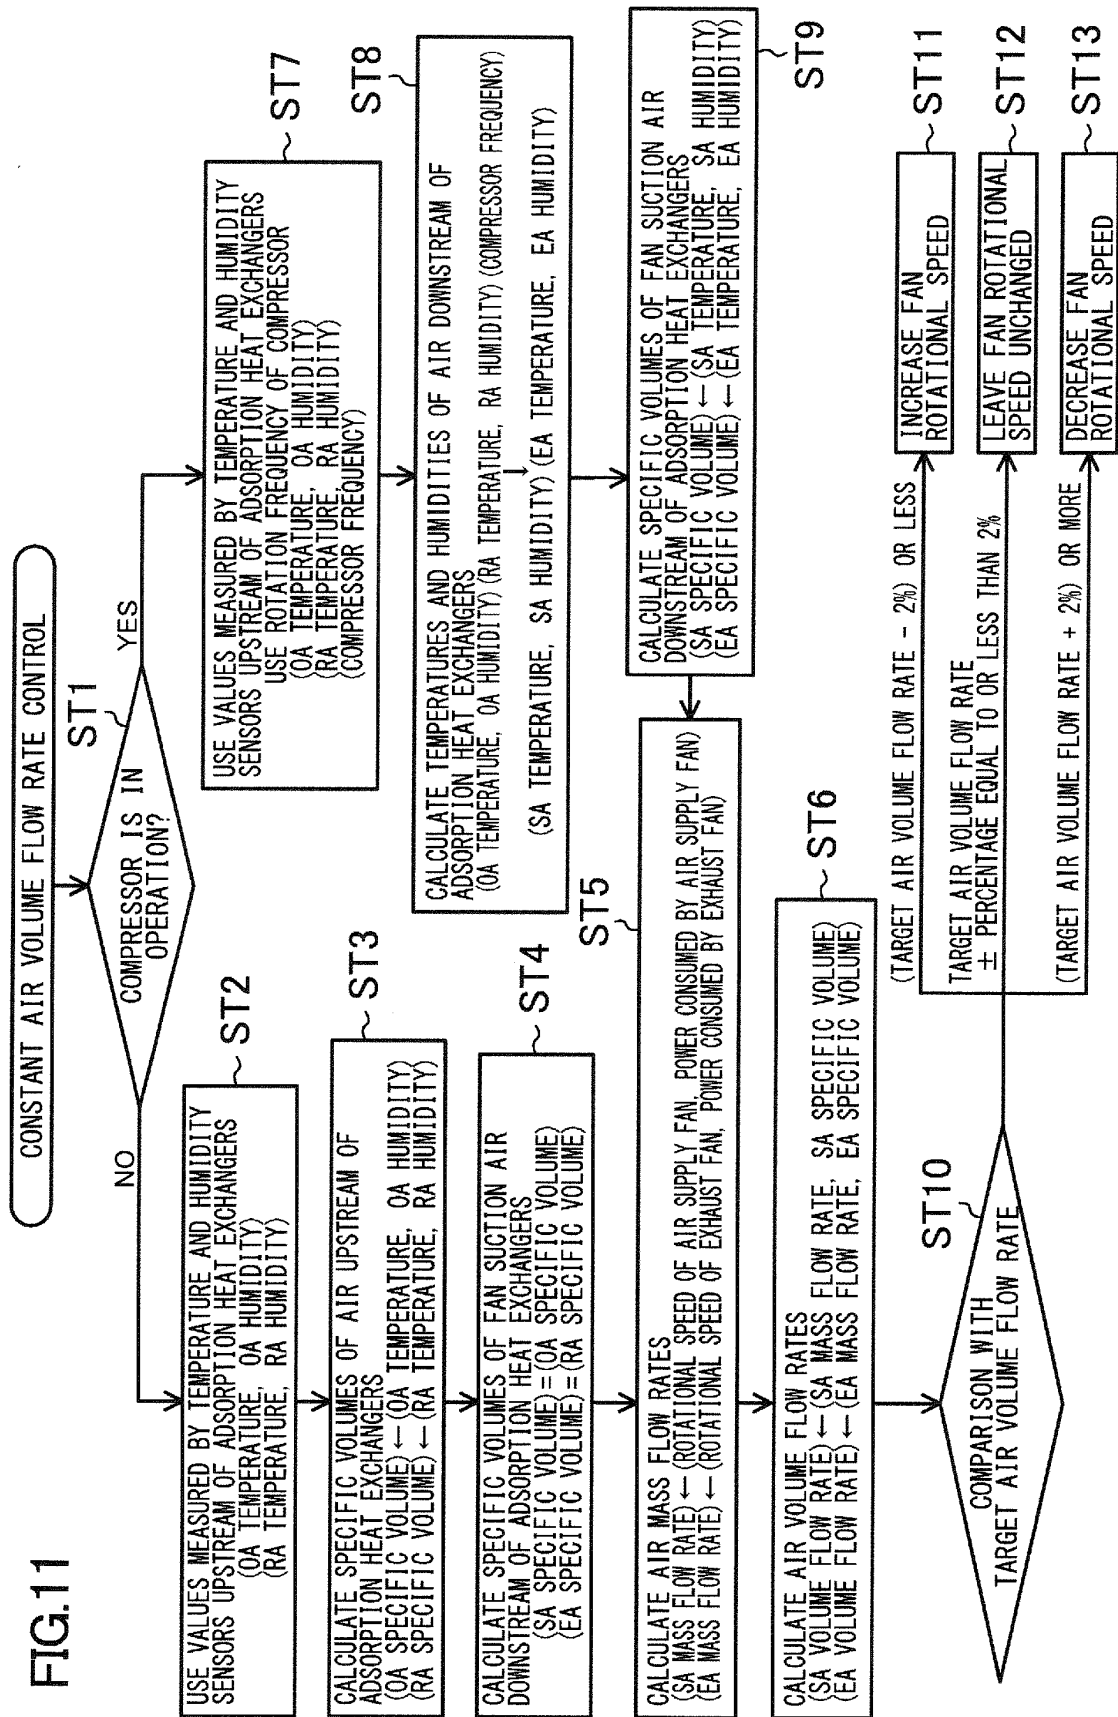 FIG.11
CONSTANT AIR VOLUME FLOW RATE CONTROL
ST1
COMPRESSOR IS IN
OPERATION?
NO
YES
ST2
USE VALUES MEASURED BY TEMPERATURE AND HUMIDITY
SENSORS UPSTREAM OF ADSORPTION HEAT EXCHANGERS
(OA TEMPERATURE, OA HUMIDITY)
(RA TEMPERATURE, RA HUMIDITY)
ST3
CALCULATE SPECIFIC VOLUMES OF AIR UPSTREAM OF
ADSORPTION HEAT EXCHANGERS
(OA SPECIFIC VOLUME)←(OA TEMPERATURE, OA HUMIDITY)
(RA SPECIFIC VOLUME)←(RA TEMPERATURE, RA HUMIDITY)
ST4
CALCULATE SPECIFIC VOLUMES OF FAN SUCTION AIR
DOWNSTREAM OF ADSORPTION HEAT EXCHANGERS
(SA SPECIFIC VOLUME)=(OA SPECIFIC VOLUME)
(EA SPECIFIC VOLUME)=(RA SPECIFIC VOLUME)
ST7
USE VALUES MEASURED BY TEMPERATURE AND HUMIDITY
SENSORS UPSTREAM OF ADSORPTION HEAT EXCHANGERS
USE ROTATION FREQUENCY OF COMPRESSOR
(OA TEMPERATURE, OA HUMIDITY)
(RA TEMPERATURE, RA HUMIDITY)
(COMPRESSOR FREQUENCY)
ST8
CALCULATE TEMPERATURES AND HUMIDITIES OF AIR DOWNSTREAM OF
ADSORPTION HEAT EXCHANGERS
(OA TEMPERATURE, OA HUMIDITY)(RA TEMPERATURE, RA HUMIDITY)(COMPRESSOR FREQUENCY)
↓
(SA TEMPERATURE, SA HUMIDITY)(EA TEMPERATURE, EA HUMIDITY)
ST9
CALCULATE SPECIFIC VOLUMES OF FAN SUCTION AIR
DOWNSTREAM OF ADSORPTION HEAT EXCHANGERS
(SA SPECIFIC VOLUME)←(SA TEMPERATURE, SA HUMIDITY)
(EA SPECIFIC VOLUME)←(EA TEMPERATURE, EA HUMIDITY)
ST5
CALCULATE AIR MASS FLOW RATES
(SA MASS FLOW RATE)←(ROTATIONAL SPEED OF AIR SUPPLY FAN, POWER CONSUMED BY AIR SUPPLY FAN)
(EA MASS FLOW RATE)←(ROTATIONAL SPEED OF EXHAUST FAN, POWER CONSUMED BY EXHAUST FAN)
ST6
CALCULATE AIR VOLUME FLOW RATES
(SA VOLUME FLOW RATE)←(SA MASS FLOW RATE, SA SPECIFIC VOLUME)
(EA VOLUME FLOW RATE)←(EA MASS FLOW RATE, EA SPECIFIC VOLUME)
ST10
COMPARISON WITH
TARGET AIR VOLUME FLOW RATE
(TARGET AIR VOLUME FLOW RATE - 2%) OR LESS
INCREASE FAN
ROTATIONAL SPEED
ST11
TARGET AIR VOLUME FLOW RATE
± PERCENTAGE EQUAL TO OR LESS THAN 2%
LEAVE FAN ROTATIONAL
SPEED UNCHANGED
ST12
(TARGET AIR VOLUME FLOW RATE + 2%) OR MORE
DECREASE FAN
ROTATIONAL SPEED
ST13